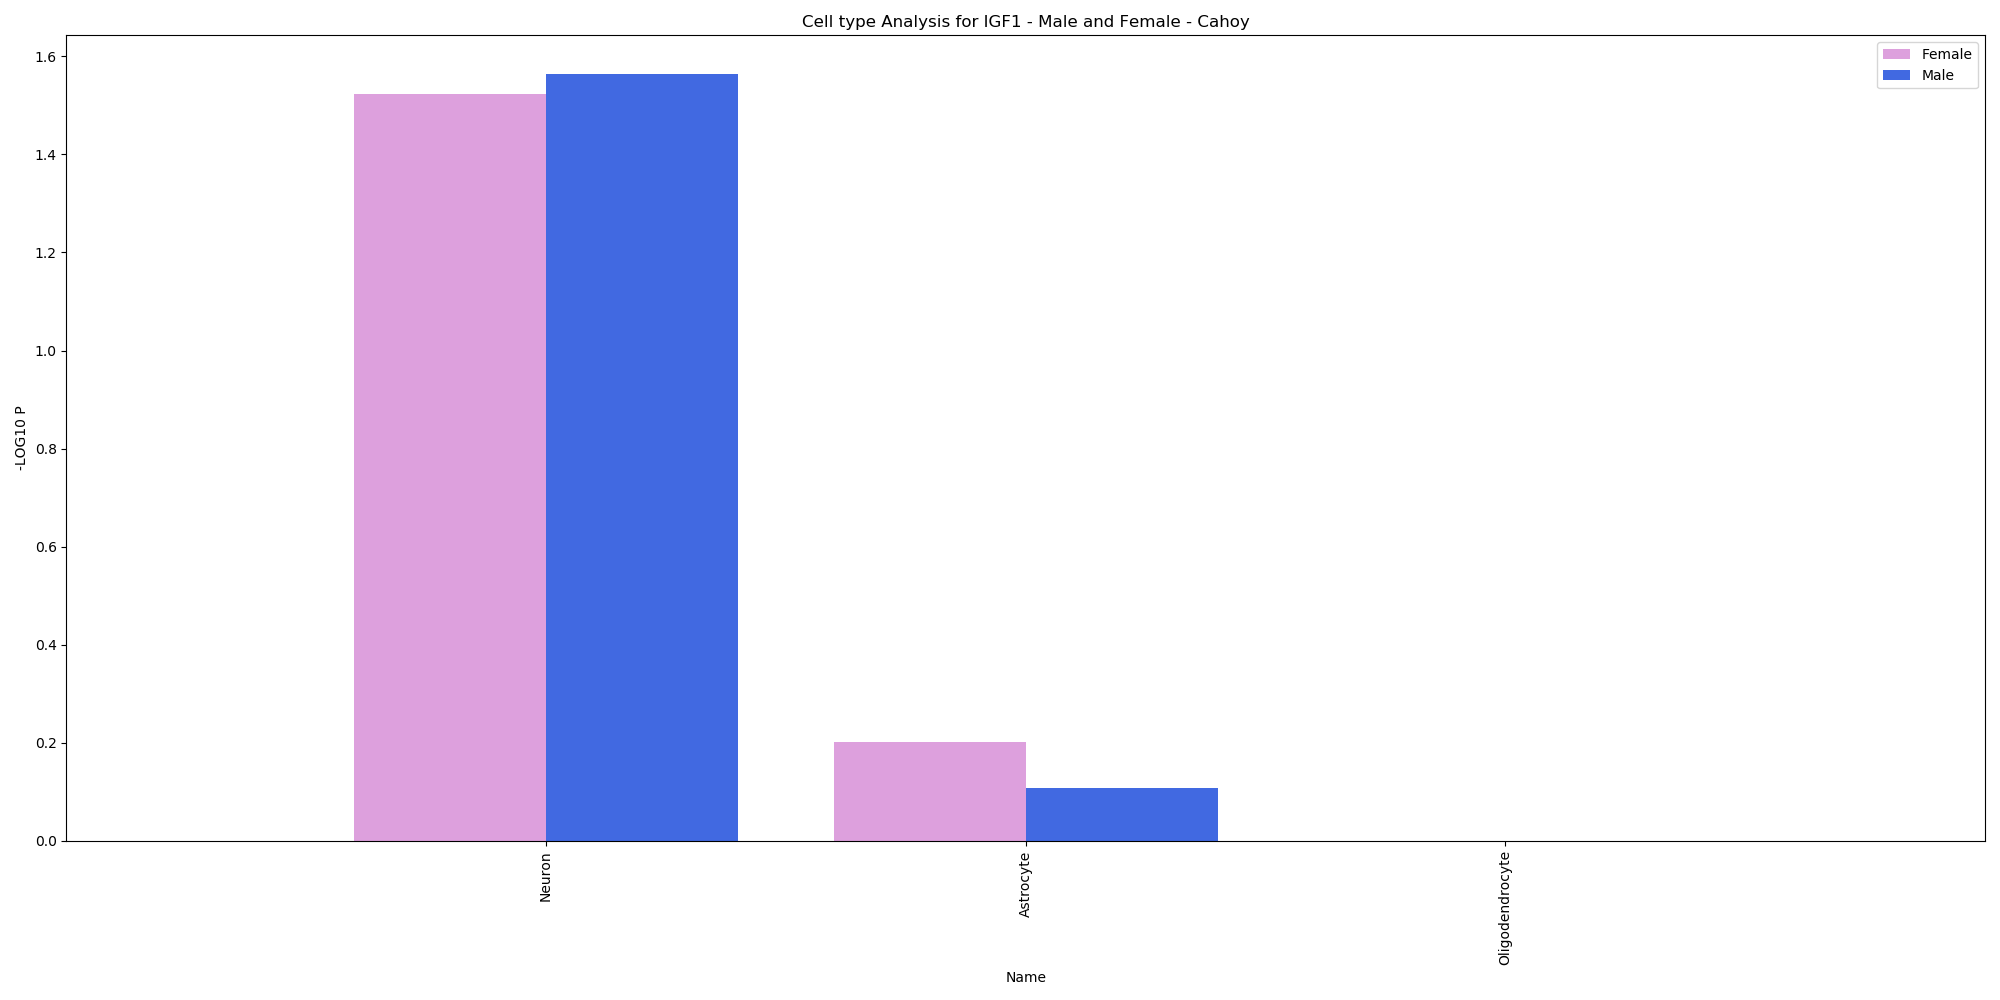 Cell type Analysis for IGF1 - Male and Female - Cahoy
Female
Male
1.6
1.4
1.2
1.0
0.8
0.6
0.4
0.2
0.0
-LOG10 P
Neuron
Astrocyte
Oligodendrocyte
Name